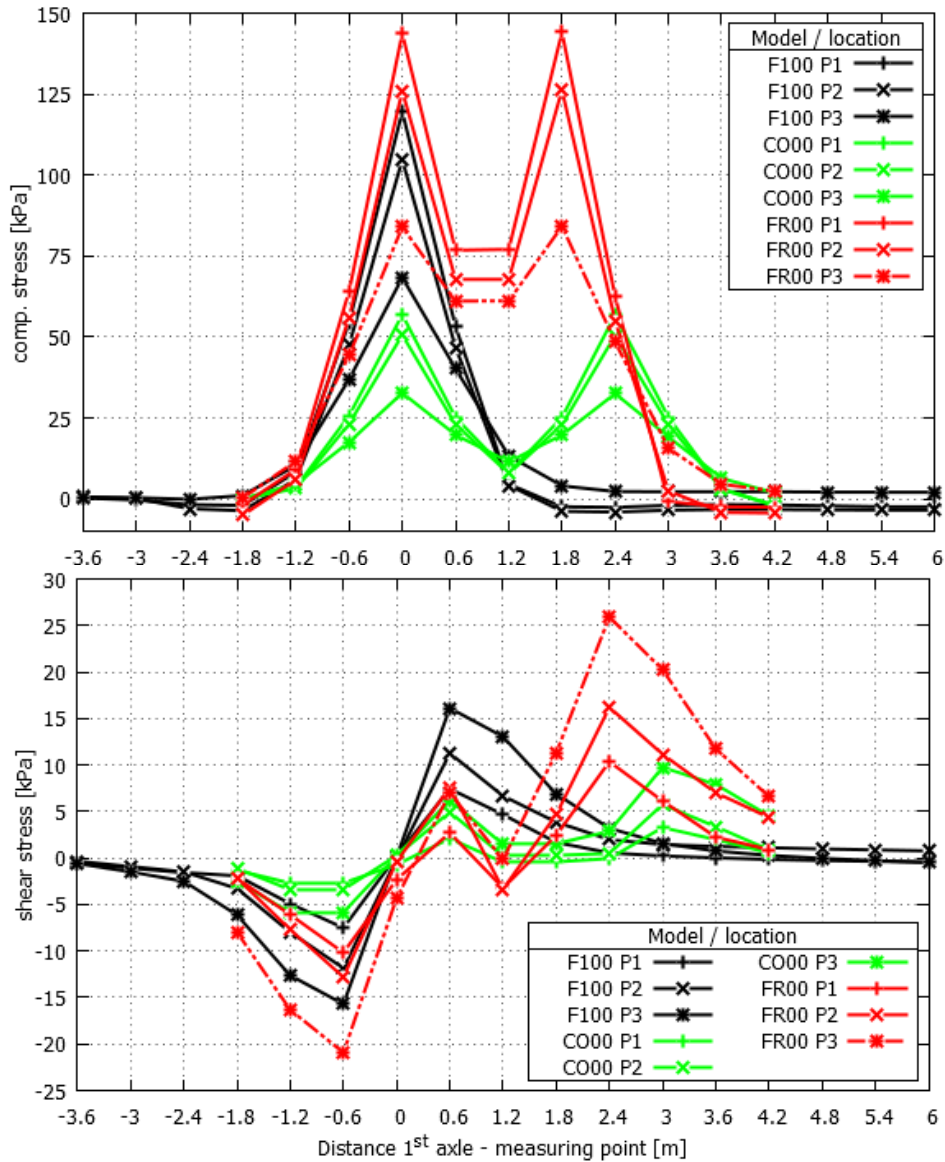 150
125
100
75
50
25
0
comp. stress [kPa]
Model / location
F100 P1
F100 P2
F100 P3
CO00 P1
CO00 P2
CO00 P3
FR00 P1
FR00 P2
FR00 P3
-3.6 -3 -2.4 -1.8 -1.2 -0.6 0 0.6 1.2 1.8 2.4 3 3.6 4.2 4.8 5.4 6
30
25
20
15
10
5
0
-5
-10
-15
-20
-25
shear stress [kPa]
Model / location
F100 P1 CO00 P3
F100 P2 FR00 P1
F100 P3 FR00 P2
CO00 P1 FR00 P3
CO00 P2
-3.6 -3 -2.4 -1.8 -1.2 -0.6 0 0.6 1.2 1.8 2.4 3 3.6 4.2 4.8 5.4 6
Distance 1st axle - measuring point [m]